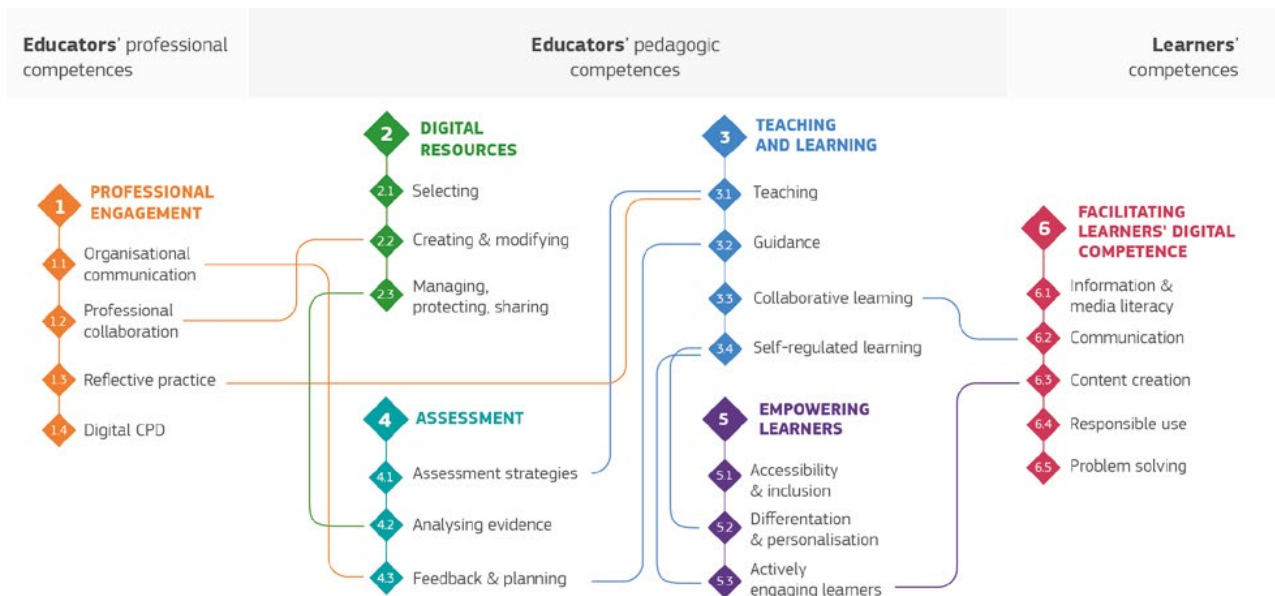 Educators' professional
competences
Educators' pedagogic
competences
Learners'
competences
1
PROFESSIONAL
ENGAGEMENT
1.1
Organisational
communication
1.2
Professional
collaboration
1.3
Reflective practice
1.4
Digital CPD
2
DIGITAL
RESOURCES
2.1
Selecting
2.2
Creating & modifying
2.3
Managing,
protecting, sharing
3
TEACHING
AND LEARNING
3.1
Teaching
3.2
Guidance
3.3
Collaborative learning
3.4
Self-regulated learning
4
ASSESSMENT
4.1
Assessment strategies
4.2
Analysing evidence
4.3
Feedback & planning
5
EMPOWERING
LEARNERS
5.1
Accessibility
& inclusion
5.2
Differentation
& personalisation
5.3
Actively
engaging learners
6
FACILITATING
LEARNERS' DIGITAL
COMPETENCE
6.1
Information &
media literacy
6.2
Communication
6.3
Content creation
6.4
Responsible use
6.5
Problem solving